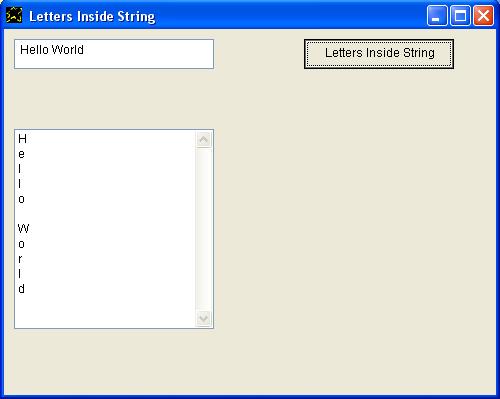 Letters Inside String
Hello World
Letters Inside String
H
e
l
l
o

W
o
r
l
d